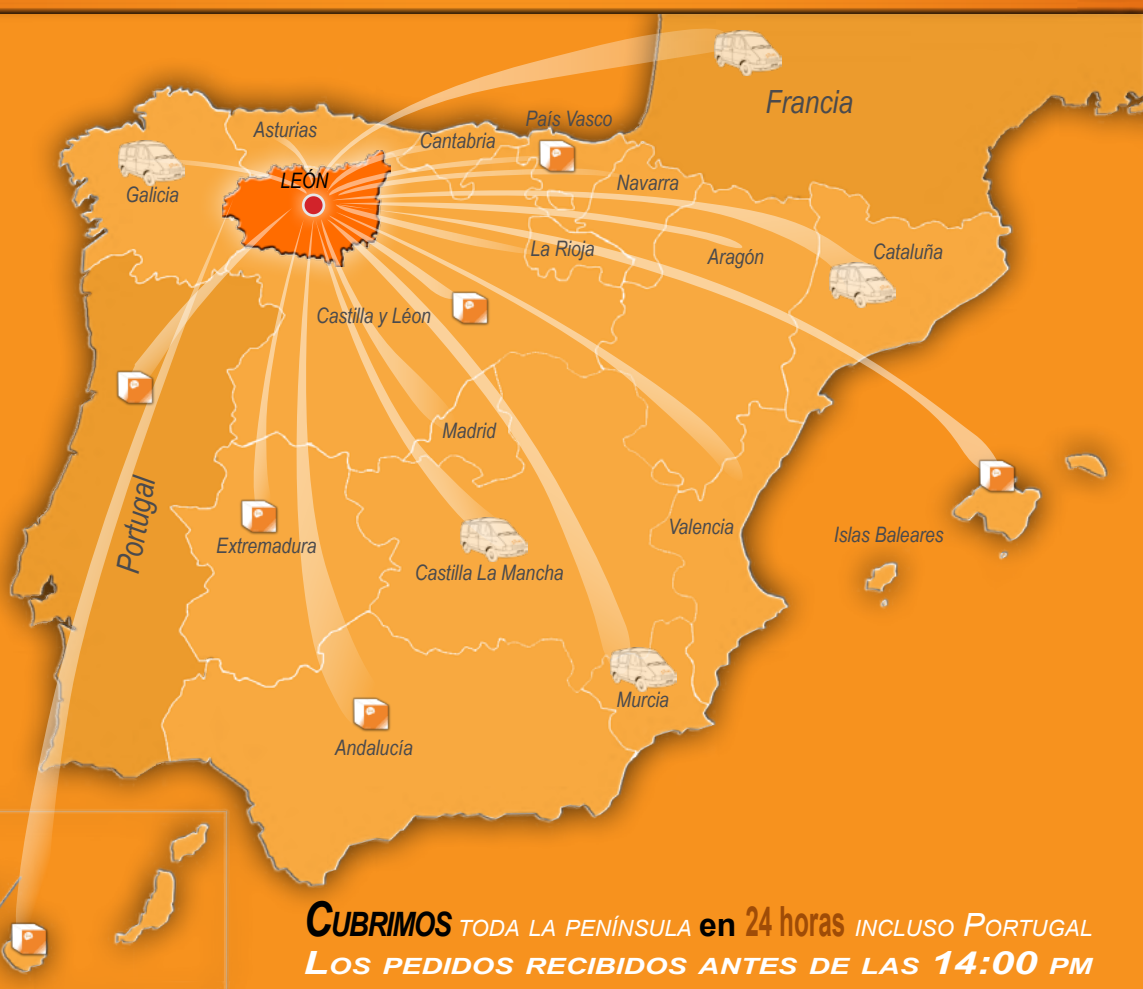 Francia
País Vasco
Asturias
Cantabria
LEÓN
Galicia
Navarra
La Rioja
Aragón
Cataluña
Castilla y Léon
Madrid
Portugal
Valencia
Islas Baleares
Extremadura
Castilla La Mancha
Murcia
Andalucía
CUBRIMOS TODA LA PENÍNSULA en 24 horas INCLUSO PORTUGAL
LOS PEDIDOS RECIBIDOS ANTES DE LAS 14:00 PM